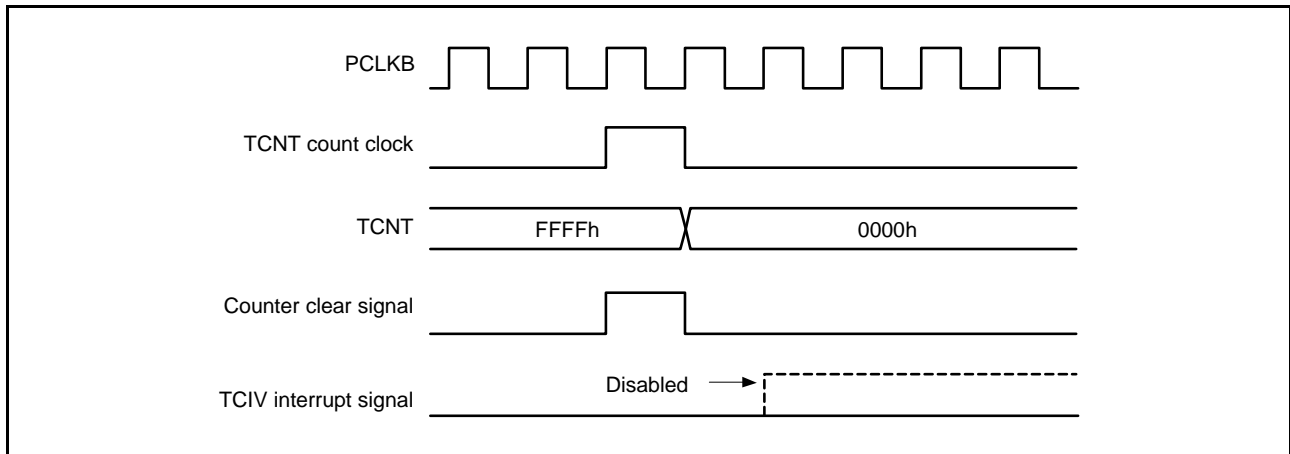 PCLKB
TCNT count clock
TCNT
FFFFh
0000h
Counter clear signal
Disabled
TCIV interrupt signal